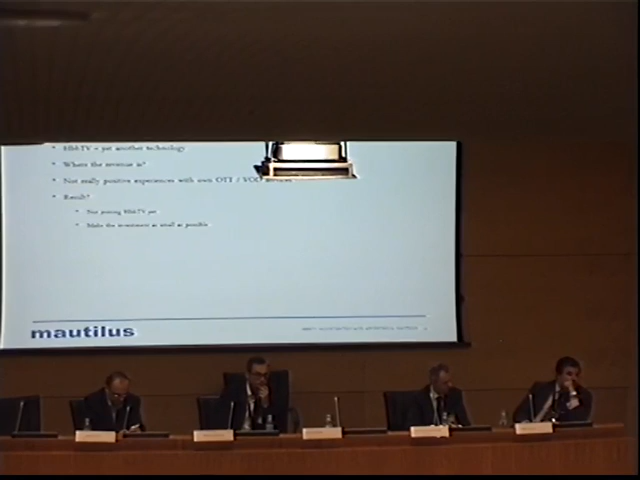 • HbbTV – yet another technology
• Where the revenue is?
• Not really positive experiences with own OTT / VOD
• Result?
• Not joining HbbTV yet
• Make the investment as small as possible
mautilus